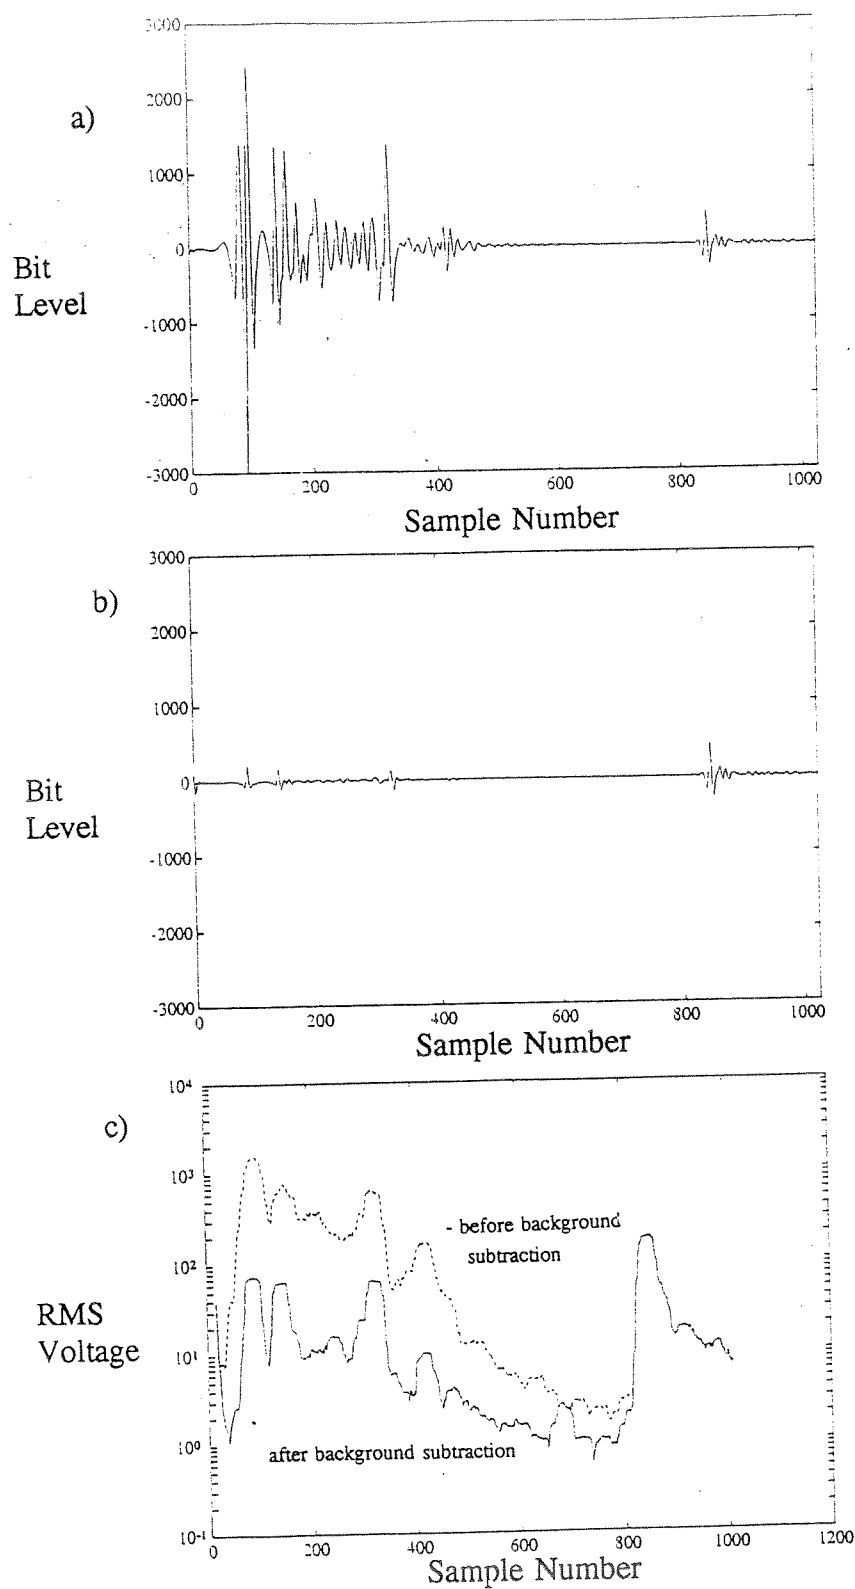 3000
a)
2000
1000
0
Bit
Level
-1000
-2000
-3000
0 200 400 600 800 1000
Sample Number
3000
b)
2000
1000
0
Bit
Level
-1000
-2000
-3000
0 200 400 600 800 1000
Sample Number
10⁴
c)
10³
- before background
subtraction
10²
RMS
Voltage
10¹
10⁰
after background subtraction
10⁻¹
0 200 400 600 800 1000 1200
Sample Number